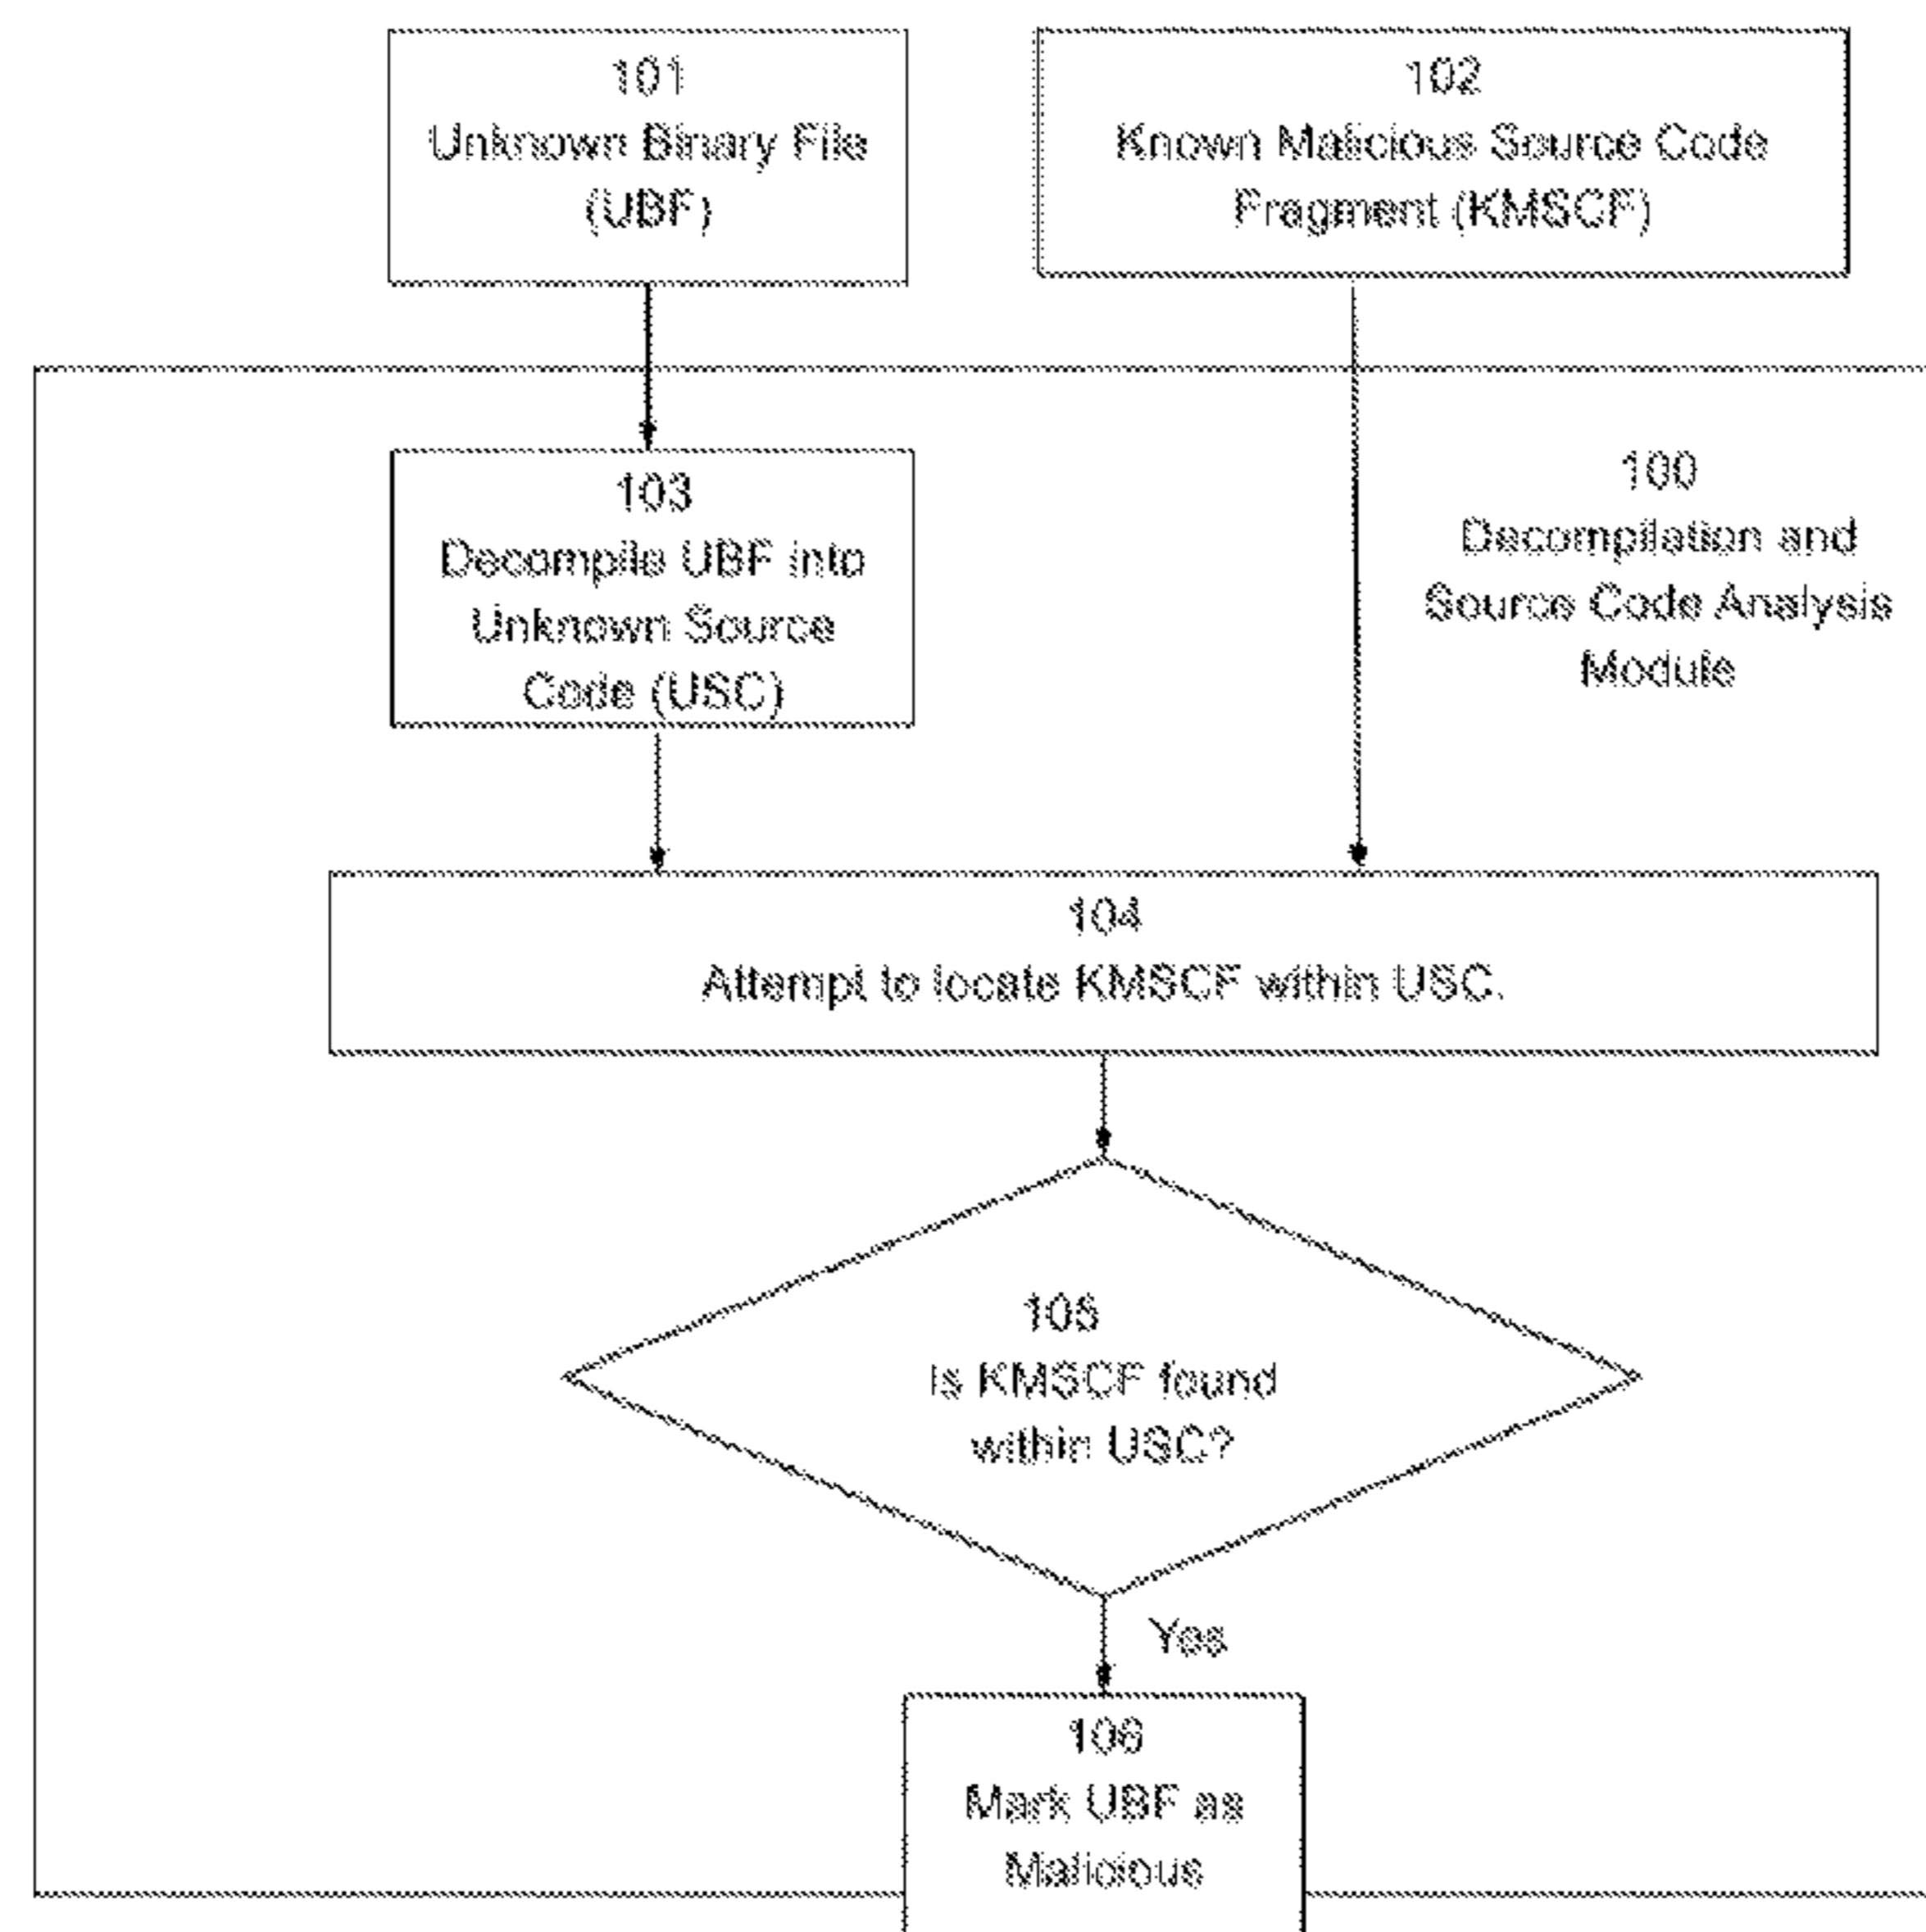 101
Unknown Binary File
(UBF)
102
Known Malicious Source Code
Fragment (KMSCF)
103
Decompile UBF into
Unknown Source
Code (USC)
100
Decompilation and
Source Code Analysis
Module
104
Attempt to locate KMSCF within USC.
105
Is KMSCF found
within USC?
Yes
106
Mark UBF as
Malicious